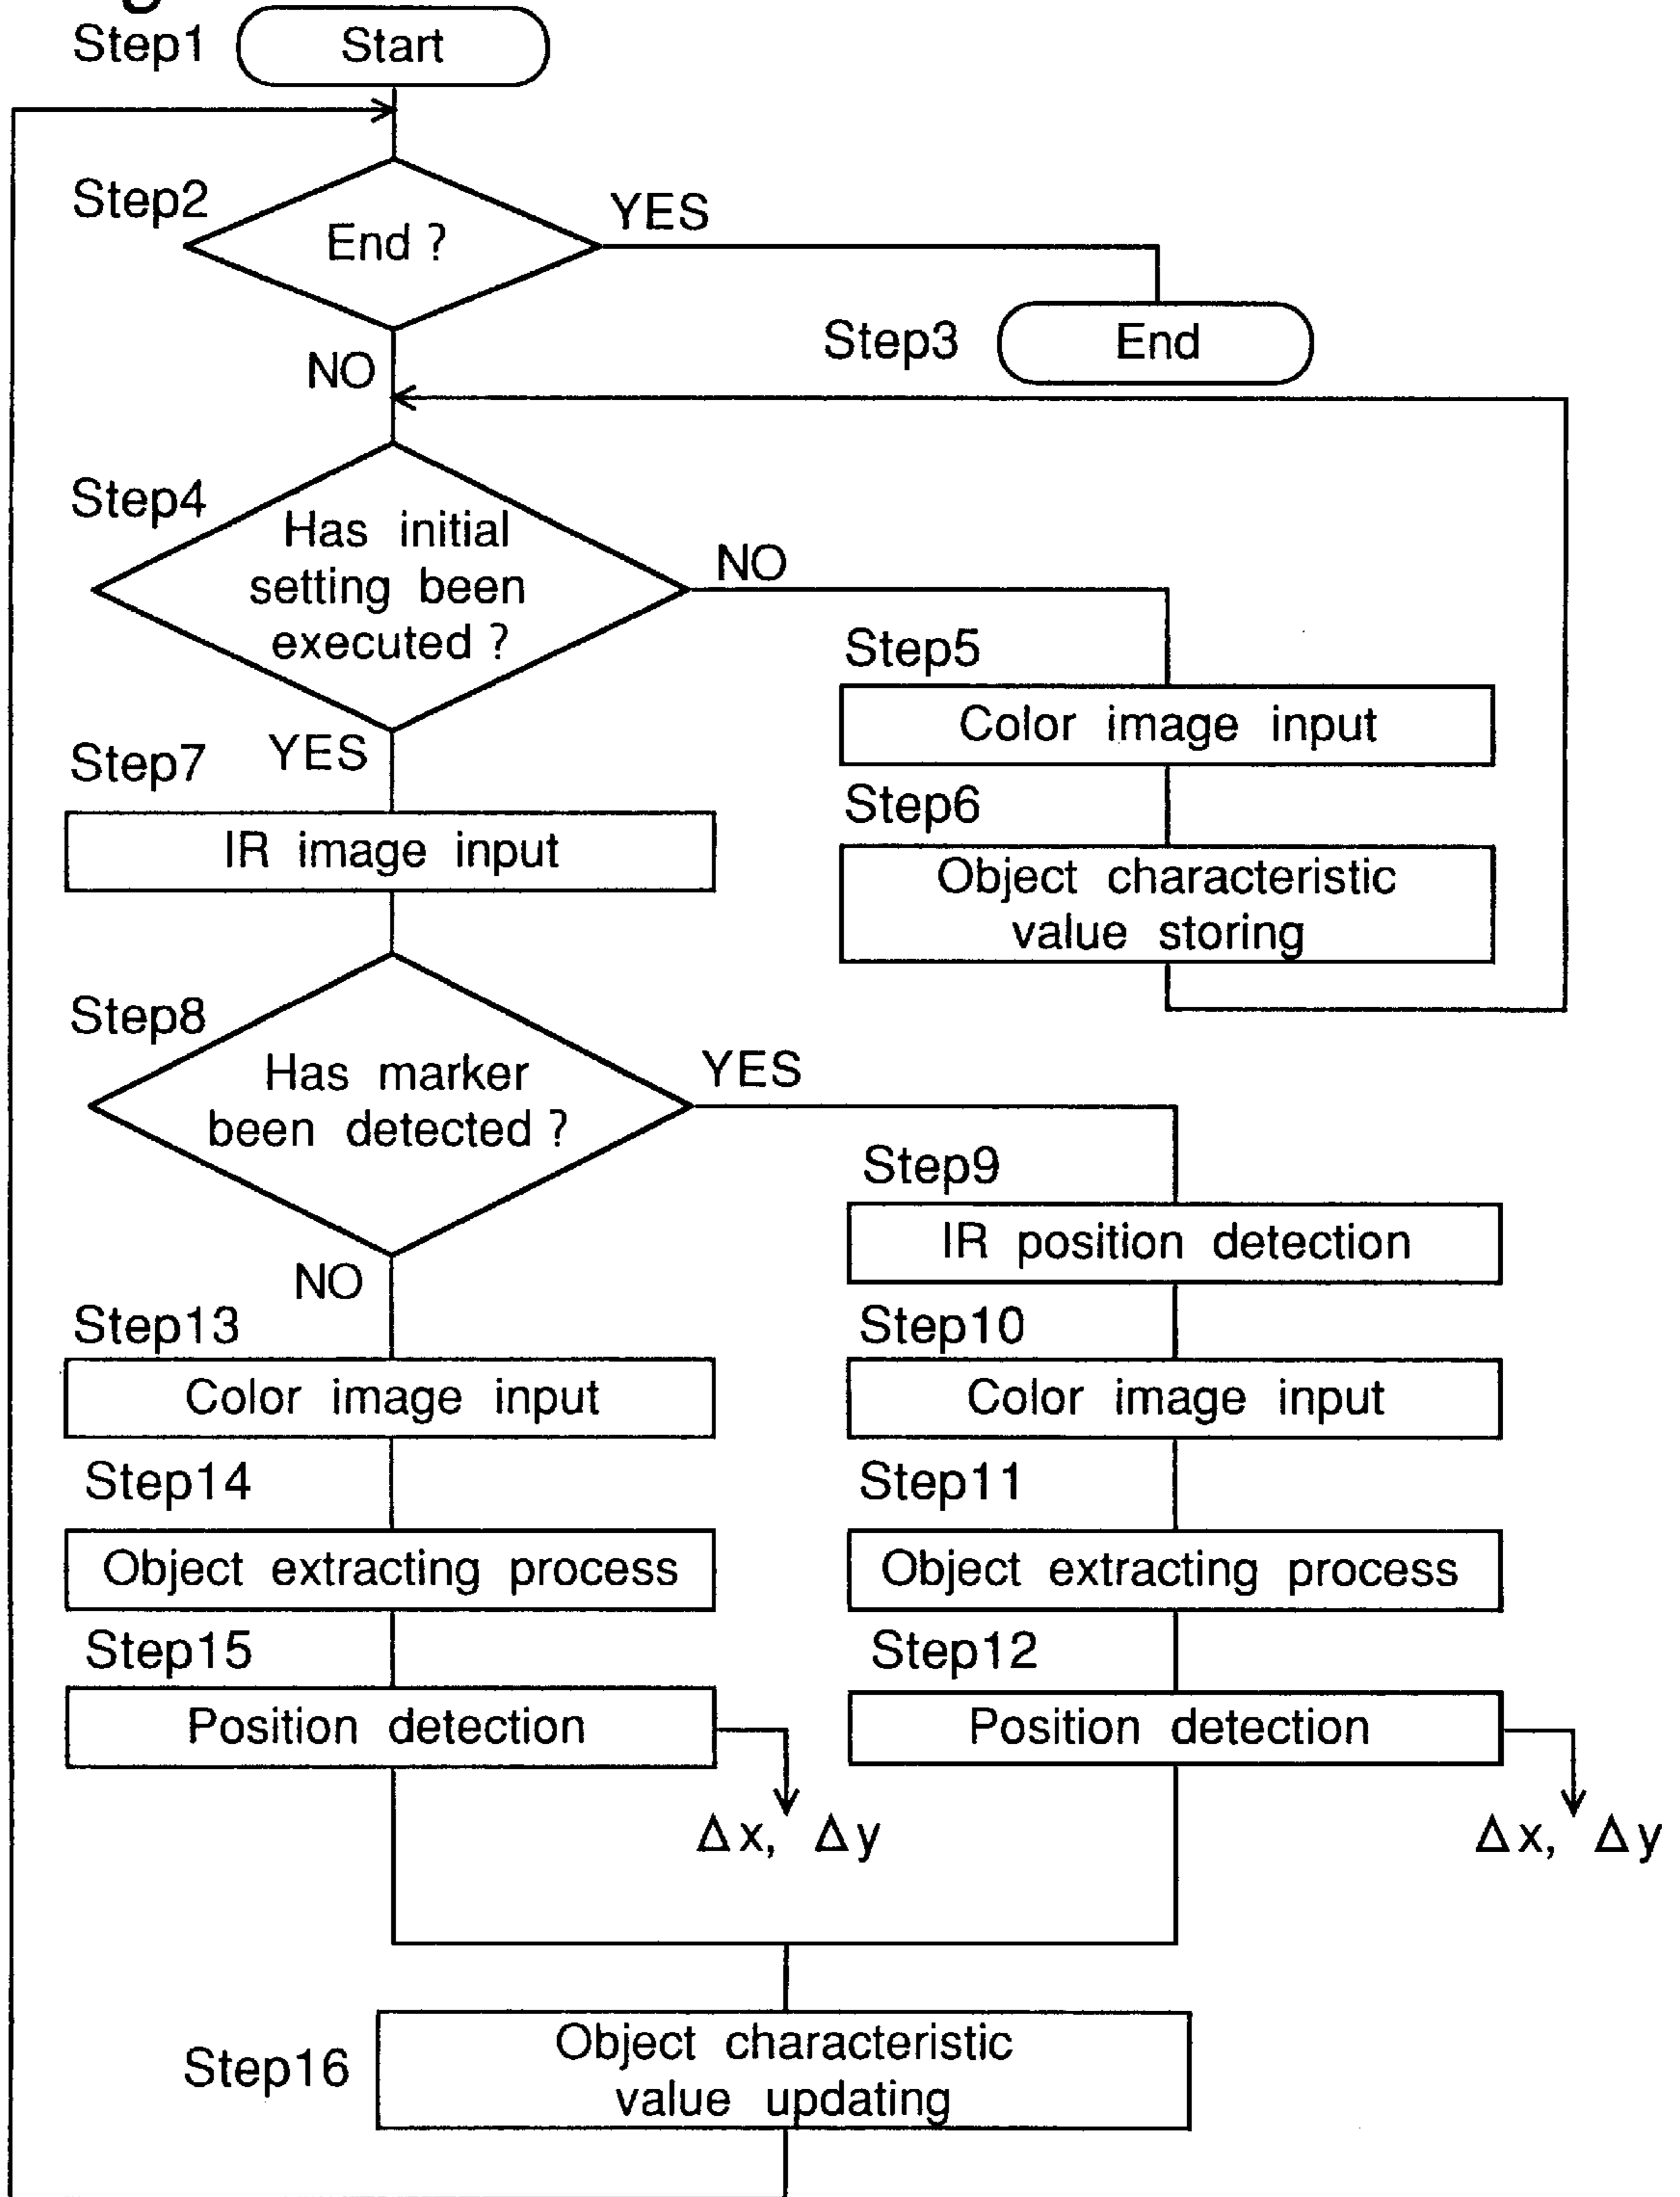 Step1
Start
Step2
End ?
YES
Step3
End
NO
Step4
Has initial
setting been
executed ?
NO
Step5
Color image input
Step6
Object characteristic
value storing
YES
Step7
IR image input
Step8
Has marker
been detected ?
YES
Step9
IR position detection
Step10
Color image input
Step11
Object extracting process
Step12
Position detection
Δx, Δy
NO
Step13
Color image input
Step14
Object extracting process
Step15
Position detection
Δx, Δy
Step16
Object characteristic
value updating